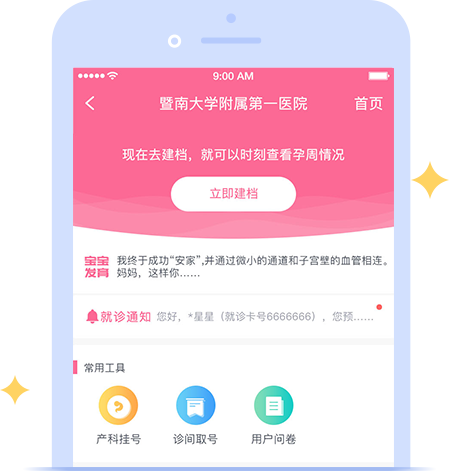 9:00 AM
暨南大学附属第一医院
首页
现在去建档，就可以时刻查看孕周情况
立即建档
宝宝发育
我终于成功“安家”,并通过微小的通道和子宫壁的血管相连。
妈妈，这样你……
就诊通知 您好，*星星（就诊卡号6666666），您预……
常用工具
产科挂号
诊间取号
用户问卷